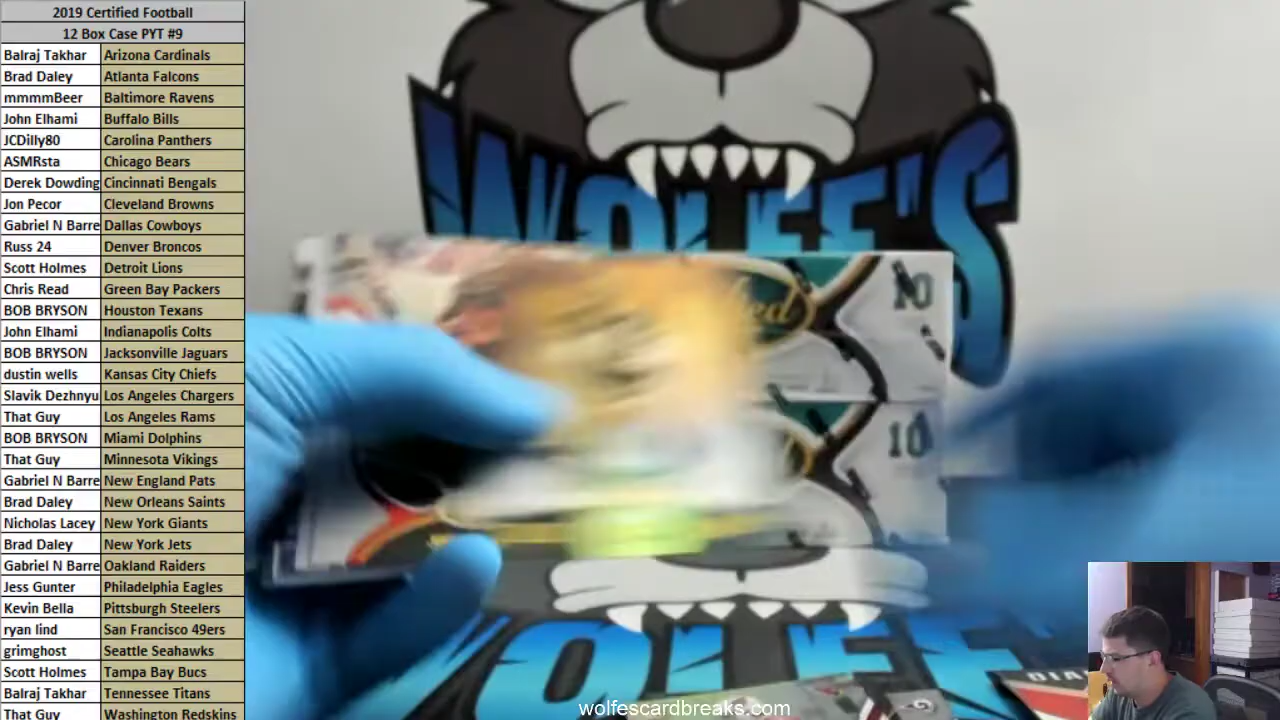 2019 Certified Football
12 Box Case PYT #9
Balraj Takhar Arizona Cardinals
Brad Daley Atlanta Falcons
mmmmBeer Baltimore Ravens
John Elhami Buffalo Bills
JCDilly80 Carolina Panthers
ASMRsta Chicago Bears
Derek Dowding Cincinnati Bengals
Jon Pecor Cleveland Browns
Gabriel N Barre Dallas Cowboys
Russ 24 Denver Broncos
Scott Holmes Detroit Lions
Chris Read Green Bay Packers
BOB BRYSON Houston Texans
John Elhami Indianapolis Colts
BOB BRYSON Jacksonville Jaguars
dustin wells Kansas City Chiefs
Slavik Dezhnyu Los Angeles Chargers
That Guy Los Angeles Rams
BOB BRYSON Miami Dolphins
That Guy Minnesota Vikings
Gabriel N Barre New England Pats
Brad Daley New Orleans Saints
Nicholas Lacey New York Giants
Brad Daley New York Jets
Gabriel N Barre Oakland Raiders
Jess Gunter Philadelphia Eagles
Kevin Bella Pittsburgh Steelers
ryan lind San Francisco 49ers
grimghost Seattle Seahawks
Scott Holmes Tampa Bay Bucs
Balraj Takhar Tennessee Titans
That Guy Washington Redskins
WOLFE'S
10
10
wolfescardbreaks.com